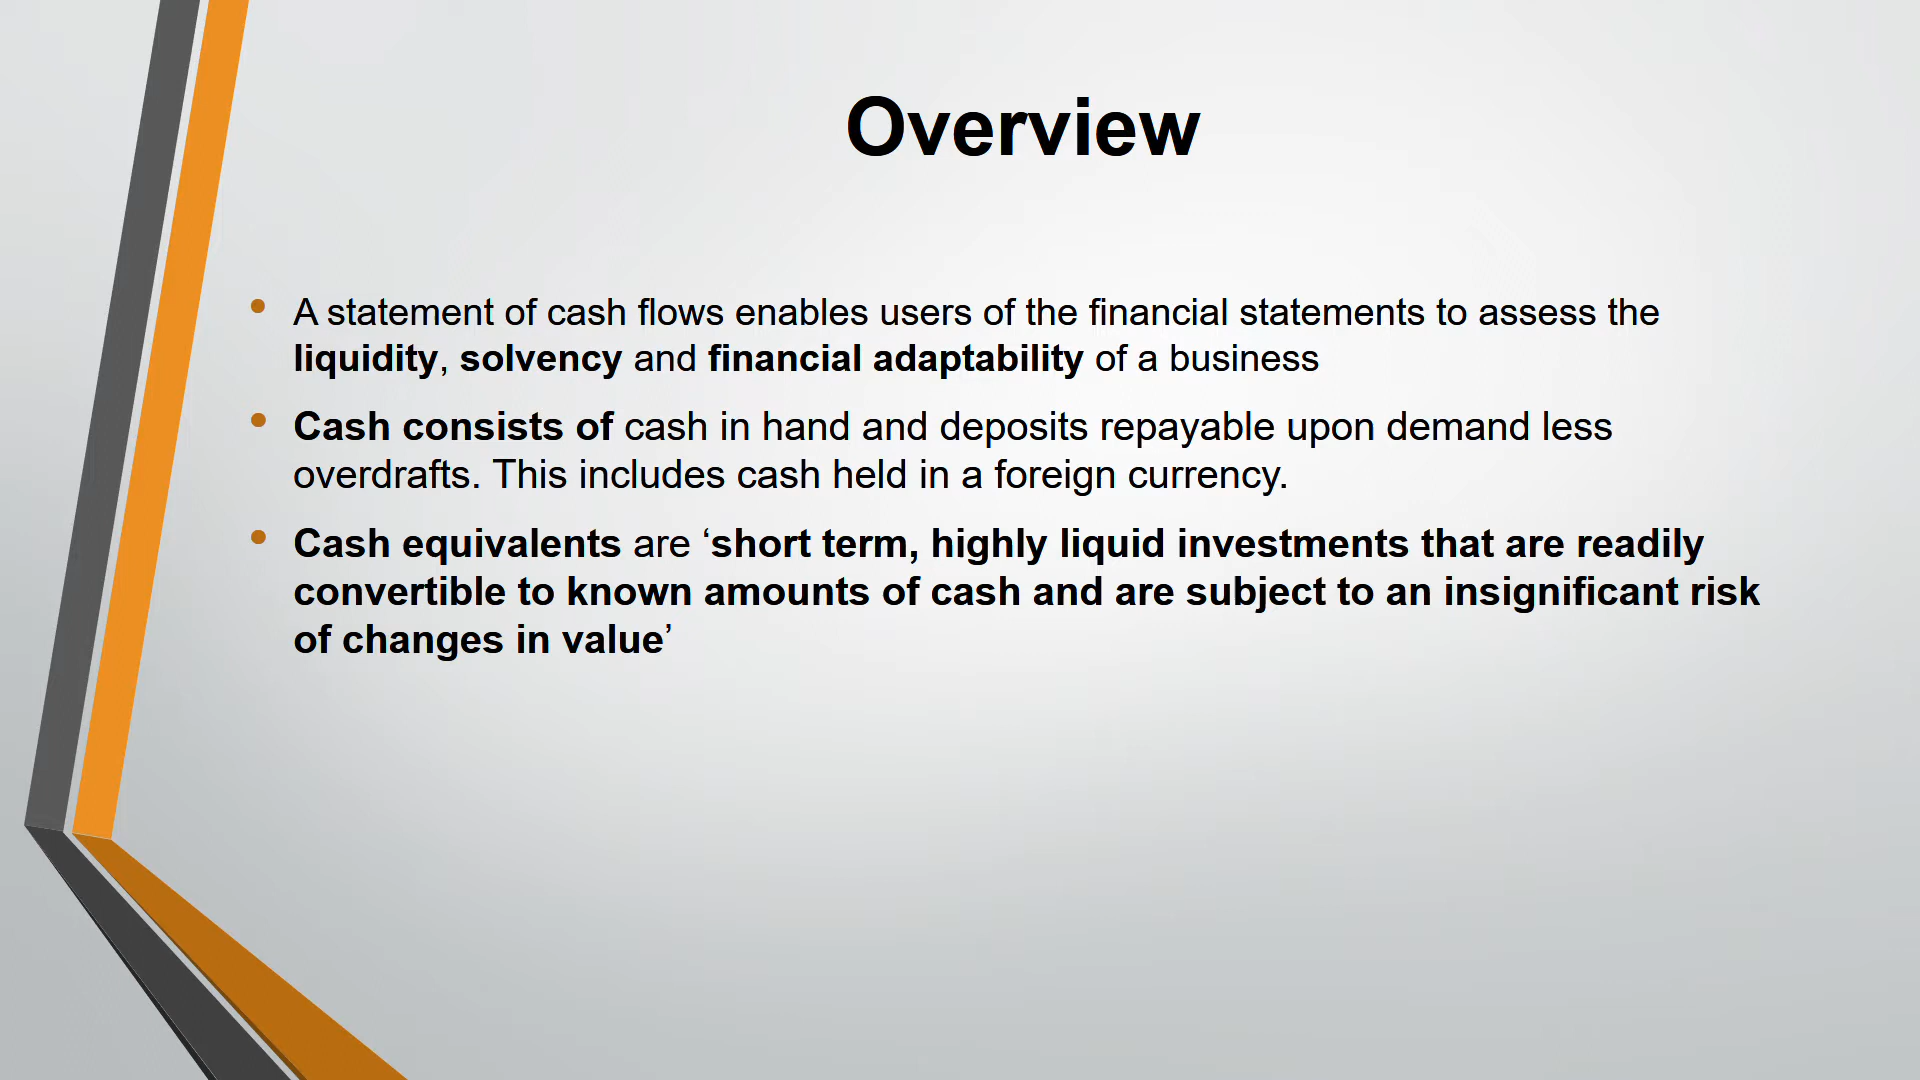 Overview
A statement of cash flows enables users of the financial statements to assess the
liquidity, solvency and financial adaptability of a business
Cash consists of cash in hand and deposits repayable upon demand less
overdrafts. This includes cash held in a foreign currency.
Cash equivalents are ‘short term, highly liquid investments that are readily
convertible to known amounts of cash and are subject to an insignificant risk
of changes in value’